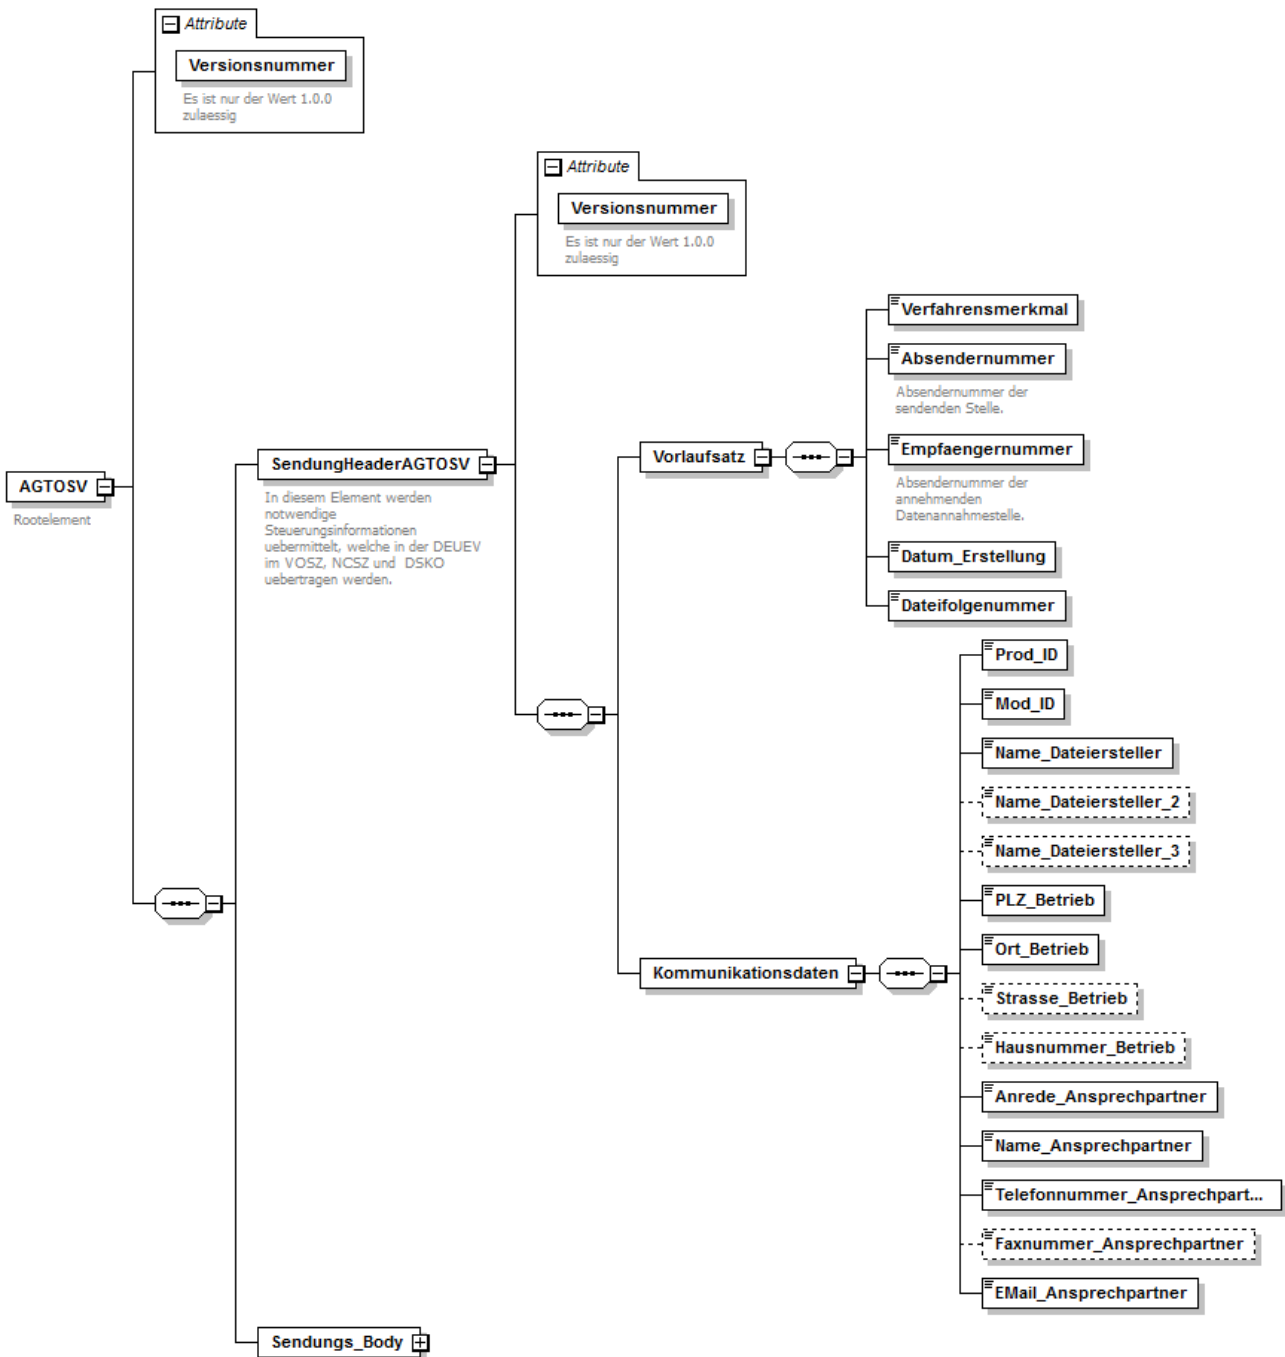 Attribute
Versionsnummer
Es ist nur der Wert 1.0.0
zulaessig
Attribute
Versionsnummer
Es ist nur der Wert 1.0.0
zulaessig
Verfahrensmerkmal
Absendernummer
Absendernummer der
sendenden Stelle.
Vorlaufsatz
Empfaengernummer
Absendernummer der
annehmenden
Datenannahmestelle.
SendungHeaderAGTOSV
In diesem Element werden
notwendige
Steuerungsinformationen
uebermittelt, welche in der DEUEV
im VOSZ, NCSZ und  DSKO
uebertragen werden.
AGTOSV
Rootelement
Datum_Erstellung
Dateifolgenummer
Prod_ID
Mod_ID
Name_Dateiersteller
Name_Dateiersteller_2
Name_Dateiersteller_3
PLZ_Betrieb
Ort_Betrieb
Kommunikationsdaten
Strasse_Betrieb
Hausnummer_Betrieb
Anrede_Ansprechpartner
Name_Ansprechpartner
Telefonnummer_Ansprechpart...
Faxnummer_Ansprechpartner
EMail_Ansprechpartner
Sendungs_Body